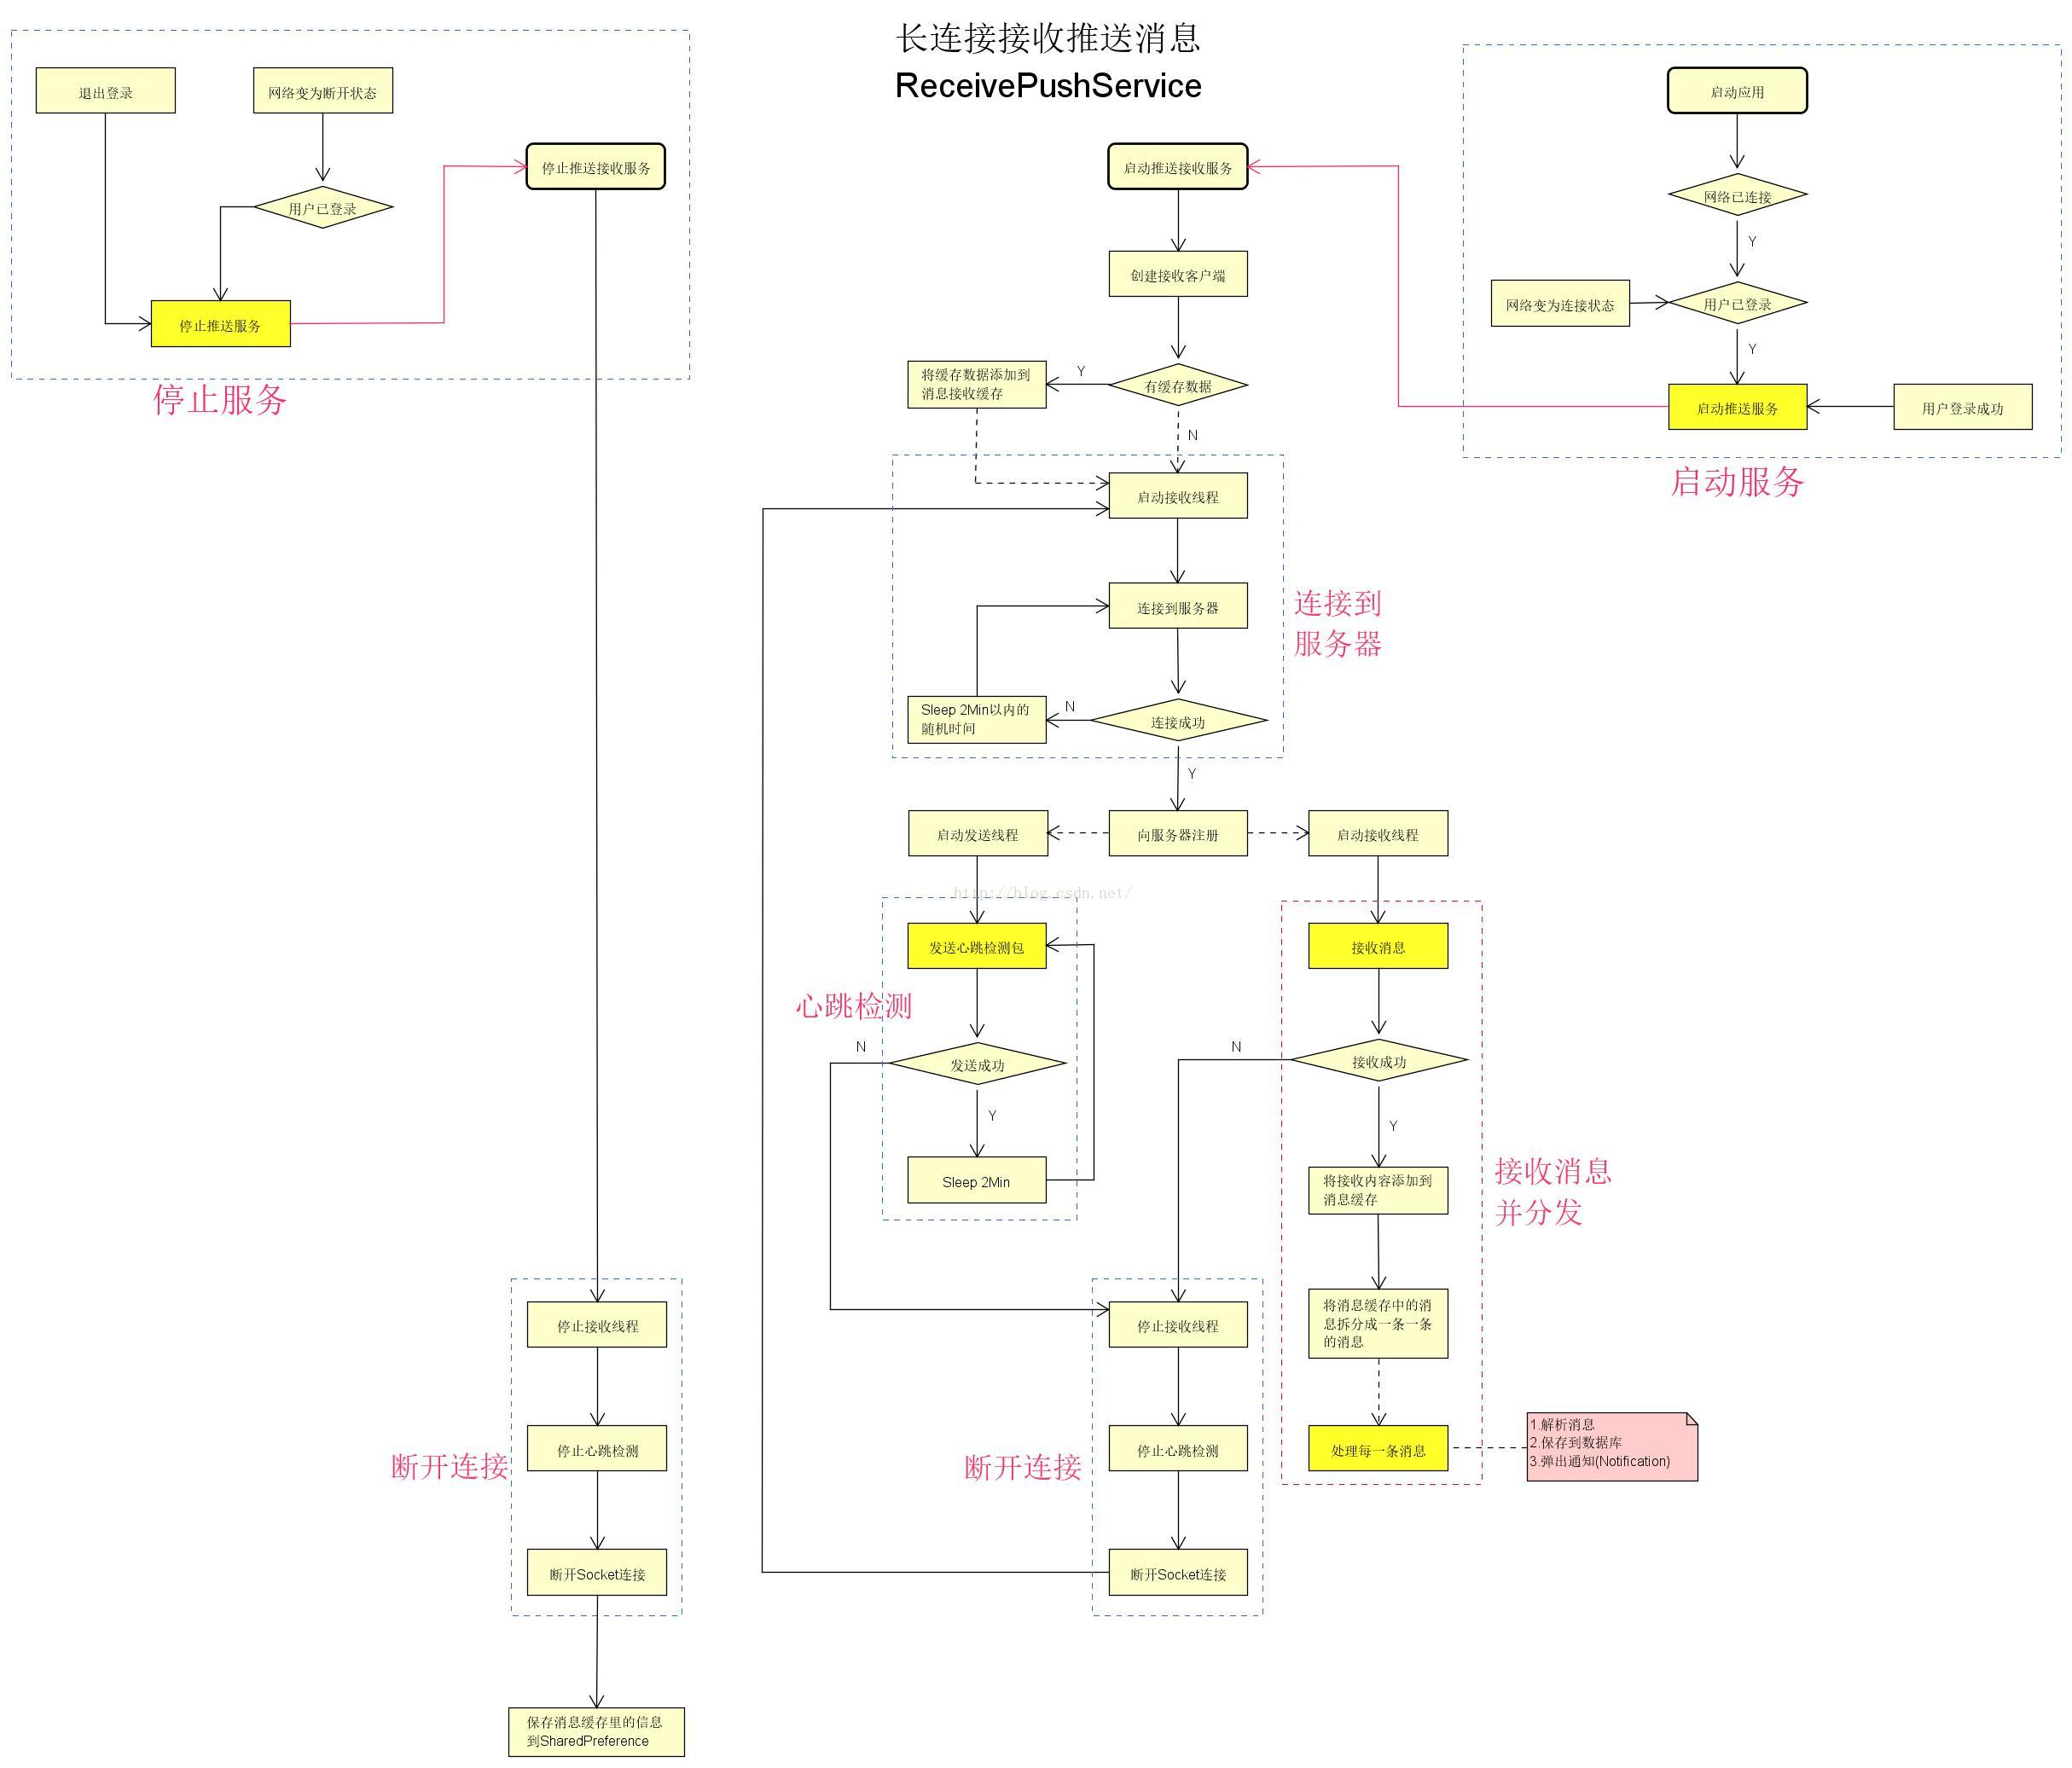 长连接接收推送消息
ReceivePushService
退出登录
网络变为断开状态
用户已登录
停止推送服务
停止推送接收服务
停止服务
启动应用
网络已连接
Y
网络变为连接状态
用户已登录
Y
启动推送服务
用户登录成功
启动服务
启动推送接收服务
创建接收客户端
有缓存数据
Y
将缓存数据添加到
消息接收缓存
N
启动接收线程
连接到服务器
连接到
服务器
连接成功
N
Sleep 2Min以内的
随机时间
Y
启动发送线程
向服务器注册
启动接收线程
http://blog.csdn.net/
发送心跳检测包
心跳检测
发送成功
N
Y
Sleep 2Min
接收消息
接收成功
N
Y
将接收内容添加到
消息缓存
接收消息
并分发
将消息缓存中的消
息拆分成一条一条
的消息
处理每一条消息
1.解析消息
2.保存到数据库
3.弹出通知(Notification)
停止接收线程
停止心跳检测
断开连接
断开Socket连接
停止接收线程
停止心跳检测
断开连接
断开Socket连接
保存消息缓存里的信息
到SharedPreference